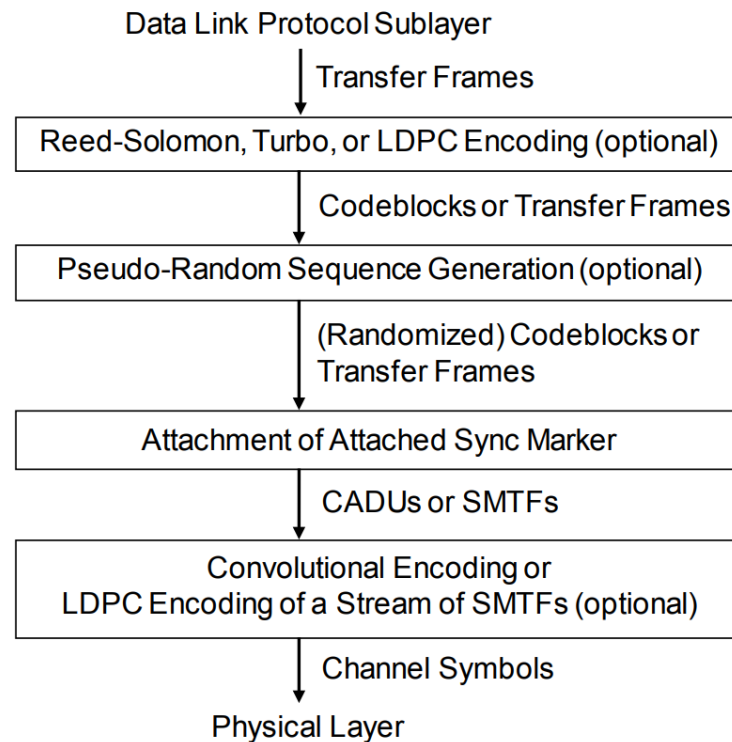 Data Link Protocol Sublayer
Transfer Frames
Reed-Solomon, Turbo, or LDPC Encoding (optional)
Codeblocks or Transfer Frames
Pseudo-Random Sequence Generation (optional)
(Randomized) Codeblocks or
Transfer Frames
Attachment of Attached Sync Marker
CADUs or SMTFs
Convolutional Encoding or
LDPC Encoding of a Stream of SMTFs (optional)
Channel Symbols
Physical Layer